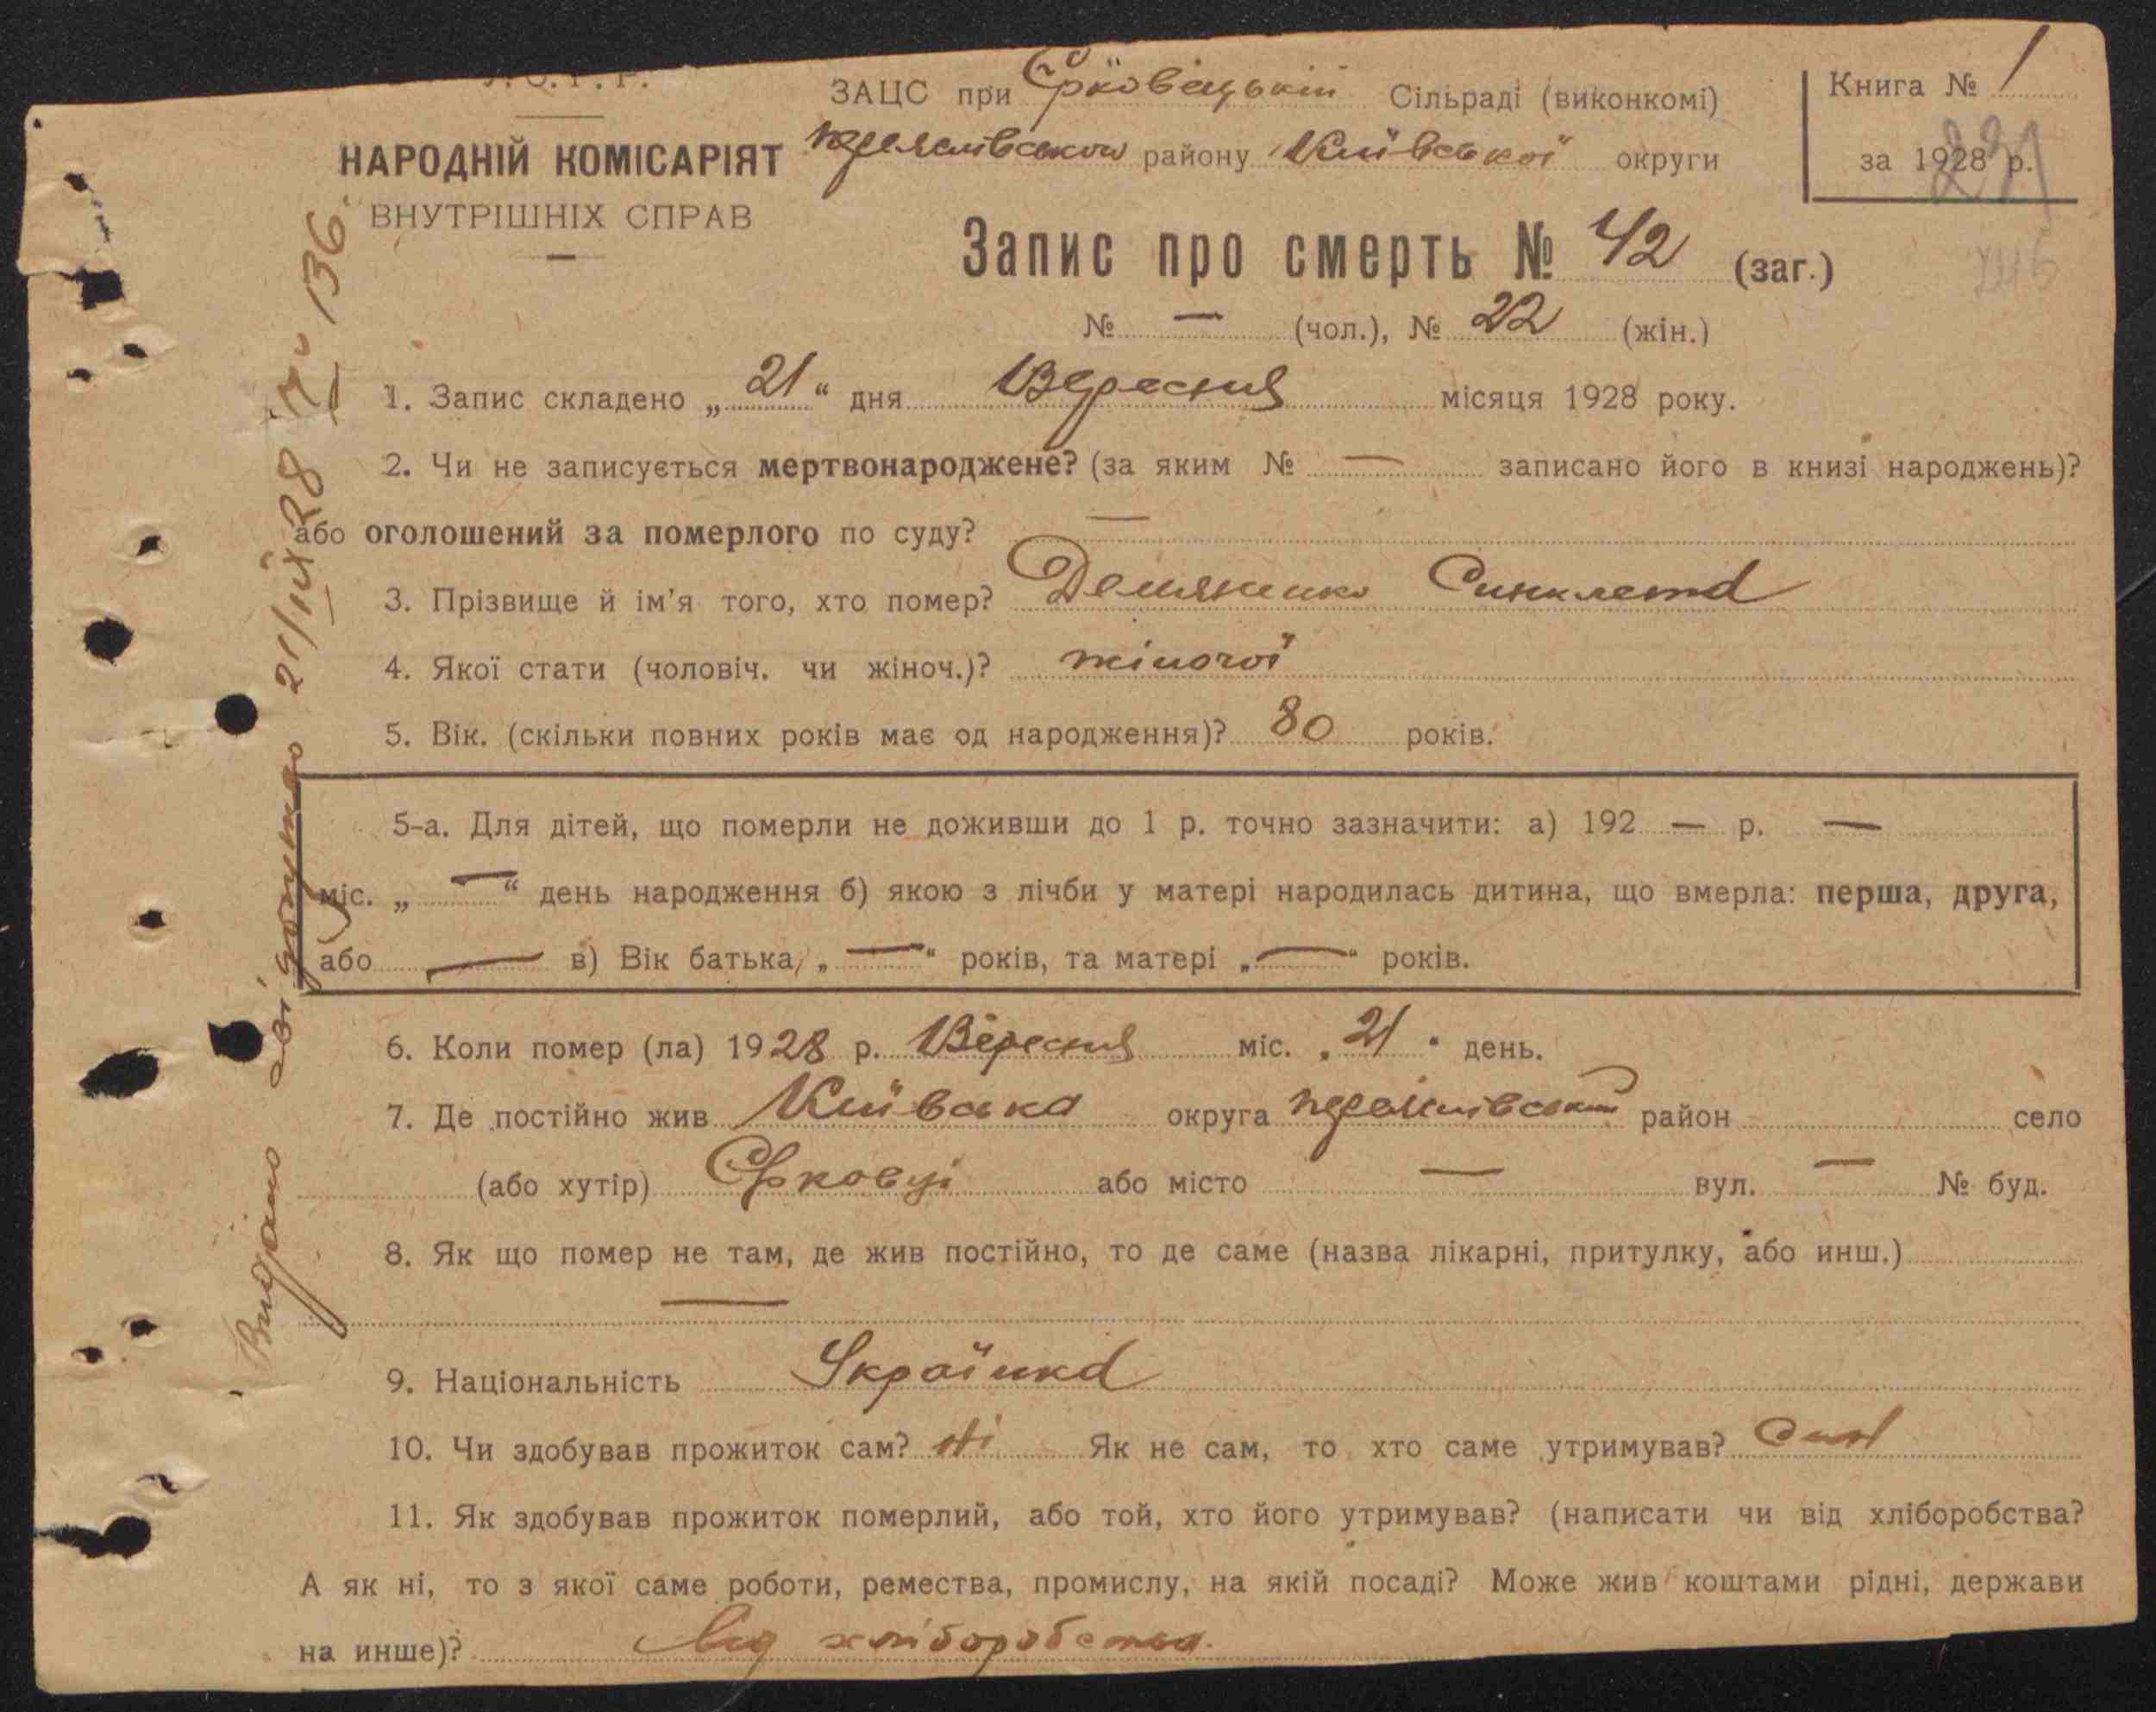 У.С.Р.Р.
ЗАЦС при Єрковецькій Сільраді (виконкомі)
Книга № 1
НАРОДНІЙ КОМІСАРІЯТ
району Київської округи
за 1928 р.
ВНУТРІШНІХ СПРАВ
Запис про смерть № 42 (заг.)
№ — (чол.), № 22 (жін.)
1. Запис складено „21“ дня Вересня місяця 1928 року.
2. Чи не записується мертвонароджене? (за яким № — записано його в книзі народжень)?
або оголошений за померлого по суду? —
3. Прізвище й ім’я того, хто помер? Демяненко Синклета
4. Якої стати (чоловіч. чи жіноч.)? жіночої
5. Вік. (скільки повних років має од народження)? 80 років.
5-а. Для дітей, що померли не доживши до 1 р. точно зазначити: а) 192 — р. —
міс. „—“ день народження б) якою з лічби у матері народилась дитина, що вмерла: перша, друга,
або — в) Вік батька „—“ років, та матері „—“ років.
6. Коли помер (ла) 1928 р. Вересня міс. „21“ день.
7. Де постійно жив Київська округа район село
(або хутір) Єрковці або місто — вул. — № буд.
8. Як що помер не там, де жив постійно, то де саме (назва лікарні, притулку, або инш.)
—
9. Національність Українка
10. Чи здобував прожиток сам? Ні Як не сам, то хто саме утримував? Син
11. Як здобував прожиток померлий, або той, хто його утримував? (написати чи від хліборобства?
А як ні, то з якої саме роботи, ремества, промислу, на якій посаді? Може жив коштами рідні, держави
на инше)? Від хліборобства.
Видано 21/IX 28 136